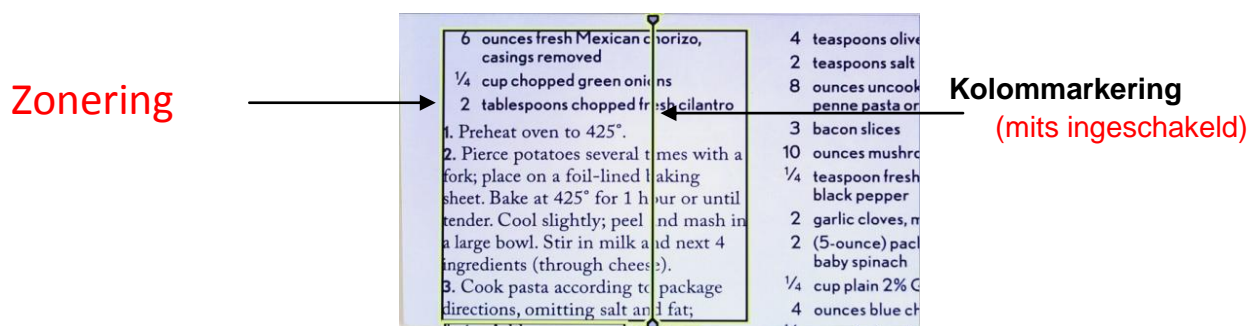 Zonering
6 ounces fresh Mexican chorizo,
casings removed
¼ cup chopped green onions
2 tablespoons chopped fresh cilantro
1. Preheat oven to 425°.
2. Pierce potatoes several times with a
fork; place on a foil-lined baking
sheet. Bake at 425° for 1 hour or until
tender. Cool slightly; peel and mash in
a large bowl. Stir in milk and next 4
ingredients (through cheese).
3. Cook pasta according to package
directions, omitting salt and fat;
4 teaspoons olive
2 teaspoons salt
8 ounces uncook
penne pasta or
3 bacon slices
10 ounces mushro
¼ teaspoon fresh
black pepper
2 garlic cloves, m
2 (5-ounce) pac
baby spinach
¼ cup plain 2% G
4 ounces blue ch
Kolommarkering
(mits ingeschakeld)